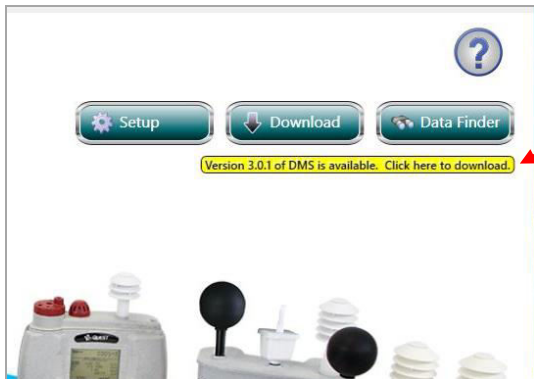 ?
Setup
Download
Data Finder
Version 3.0.1 of DMS is available. Click here to download.
QUEST